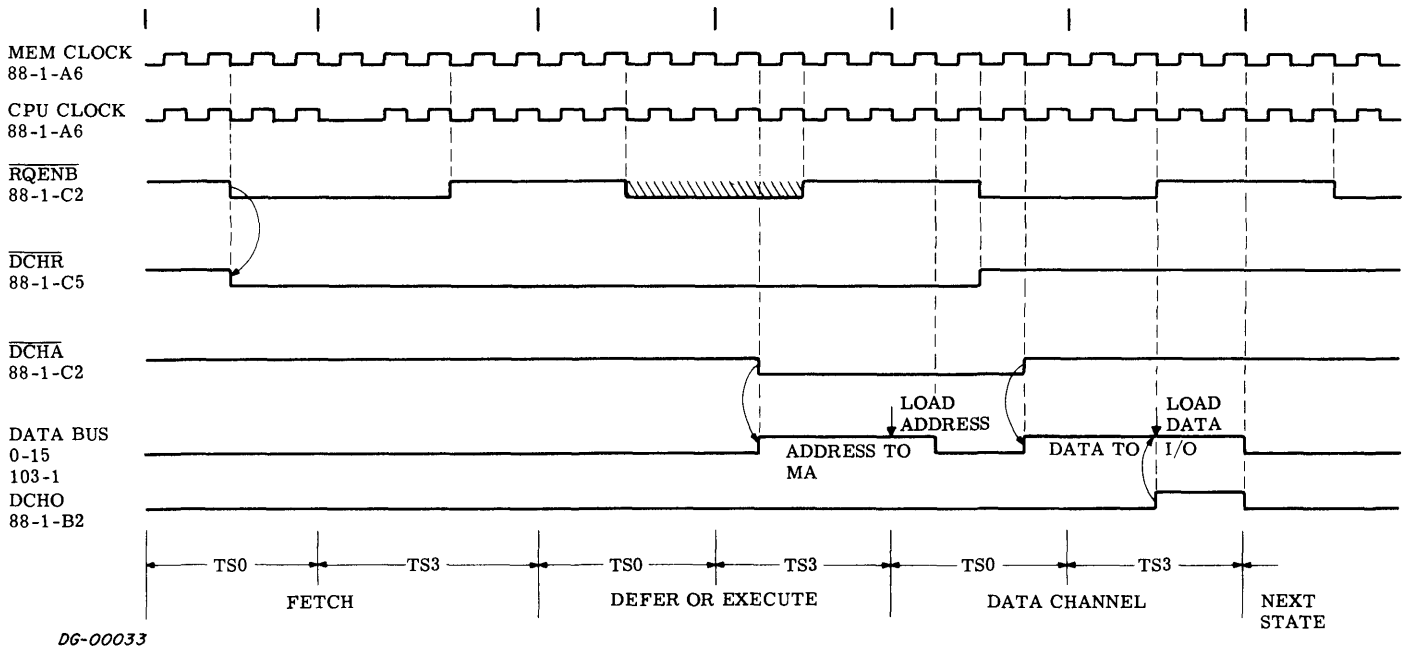 MEM CLOCK
88-1-A6
CPU CLOCK
88-1-A6
RQENB
88-1-C2
DCHR
88-1-C5
DCHA
88-1-C2
LOAD
ADDRESS
LOAD
DATA
DATA BUS
0-15
103-1
ADDRESS TO
MA
DATA TO I/O
DCHO
88-1-B2
TS0 TS3 TS0 TS3 TS0 TS3
FETCH DEFER OR EXECUTE DATA CHANNEL NEXT
STATE
DG-00033